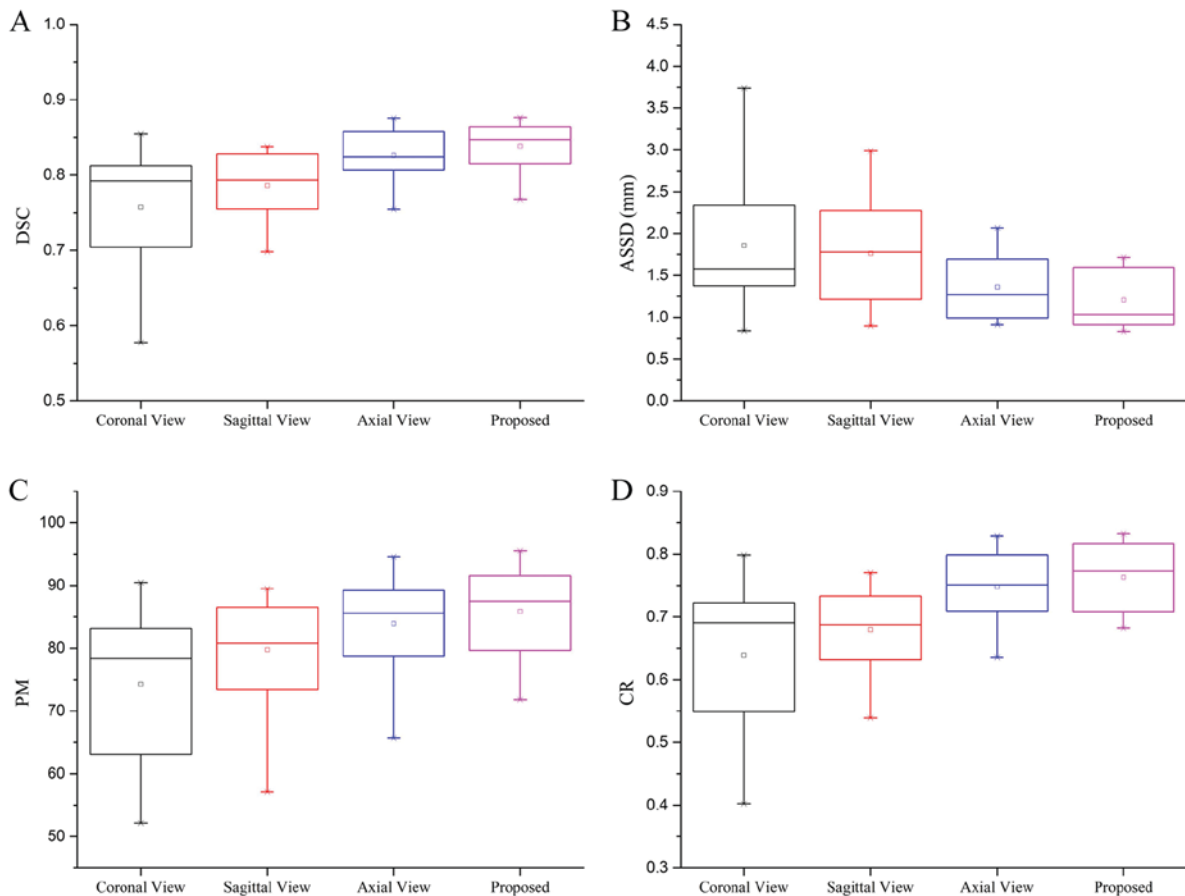 A
1.0
0.9
0.8
0.7
0.6
0.5
DSC
Coronal View
Sagittal View
Axial View
Proposed
B
4.5
4.0
3.5
3.0
2.5
2.0
1.5
1.0
0.5
0.0
ASSD (mm)
Coronal View
Sagittal View
Axial View
Proposed
C
100
90
80
70
60
50
PM
Coronal View
Sagittal View
Axial View
Proposed
D
0.9
0.8
0.7
0.6
0.5
0.4
0.3
CR
Coronal View
Sagittal View
Axial View
Proposed